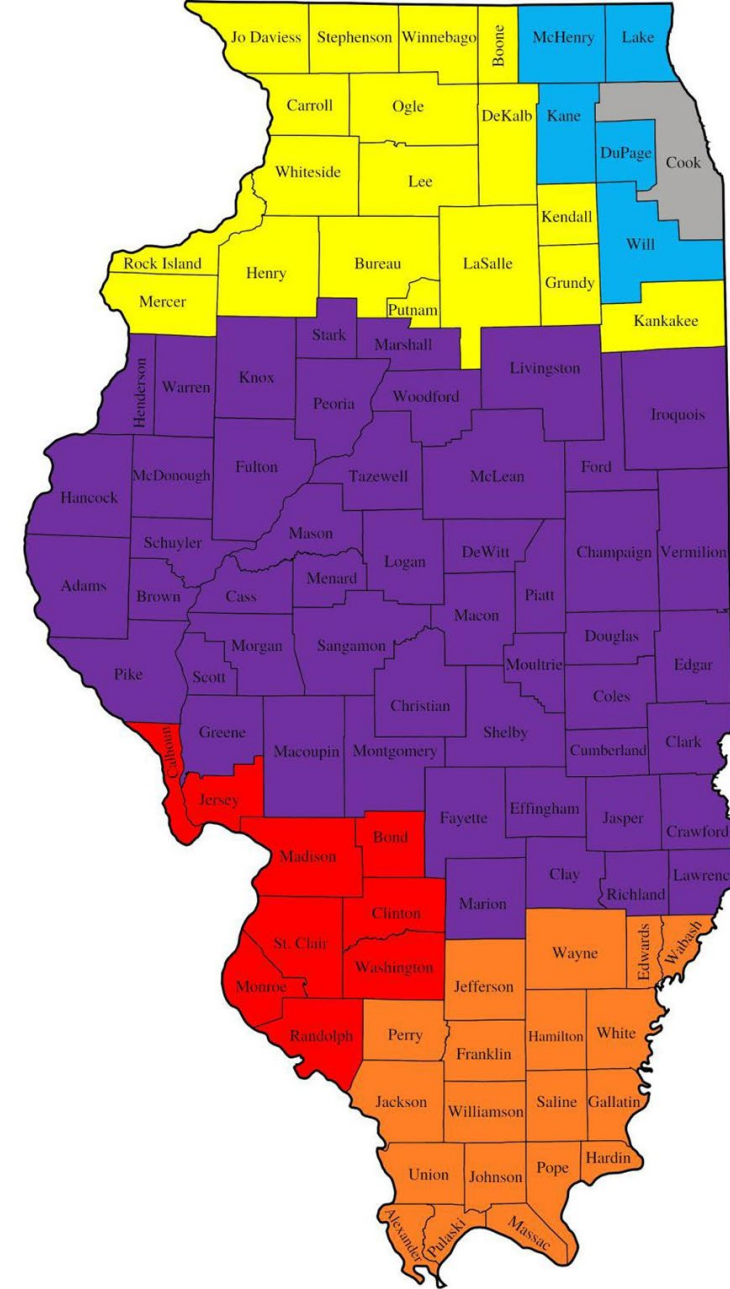 Jo Daviess
Stephenson
Winnebago
Boone
McHenry
Lake
Carroll
Ogle
DeKalb
Kane
DuPage
Cook
Whiteside
Lee
Kendall
Will
Rock Island
Henry
Bureau
LaSalle
Grundy
Mercer
Putnam
Kankakee
Stark
Marshall
Henderson
Warren
Knox
Peoria
Woodford
Livingston
Iroquois
Hancock
McDonough
Fulton
Tazewell
McLean
Ford
Schuyler
Mason
Logan
DeWitt
Champaign
Vermilion
Adams
Brown
Cass
Menard
Macon
Piatt
Pike
Scott
Morgan
Sangamon
Moultrie
Douglas
Edgar
Christian
Coles
Calhoun
Greene
Macoupin
Montgomery
Shelby
Cumberland
Clark
Jersey
Fayette
Effingham
Jasper
Crawford
Madison
Bond
Clay
Richland
Lawrenc
Clinton
Marion
St. Clair
Washington
Wayne
Edwards
Wabash
Monroe
Jefferson
Randolph
Perry
Franklin
Hamilton
White
Jackson
Williamson
Saline
Gallatin
Union
Johnson
Pope
Hardin
Alexander
Pulaski
Massac